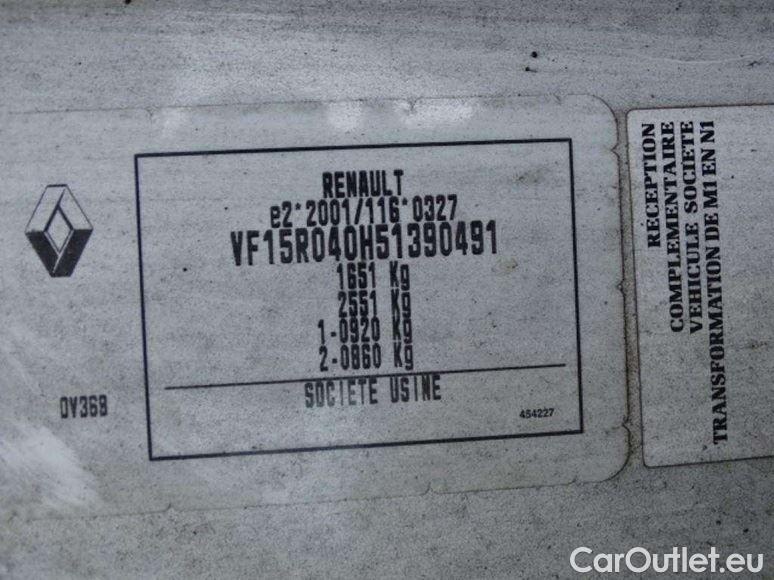 RENAULT
e2*2001/116*0327
VF15R040H51390491
1651 Kg
2551 Kg
1-0920 Kg
2-0860 Kg
SOCIETE USINE
454227
0V368
RECEPTION
COMPLEMENTAIRE
VEHICULE SOCIETE
TRANSFORMATION DE M1 EN N1
CarOutlet.eu